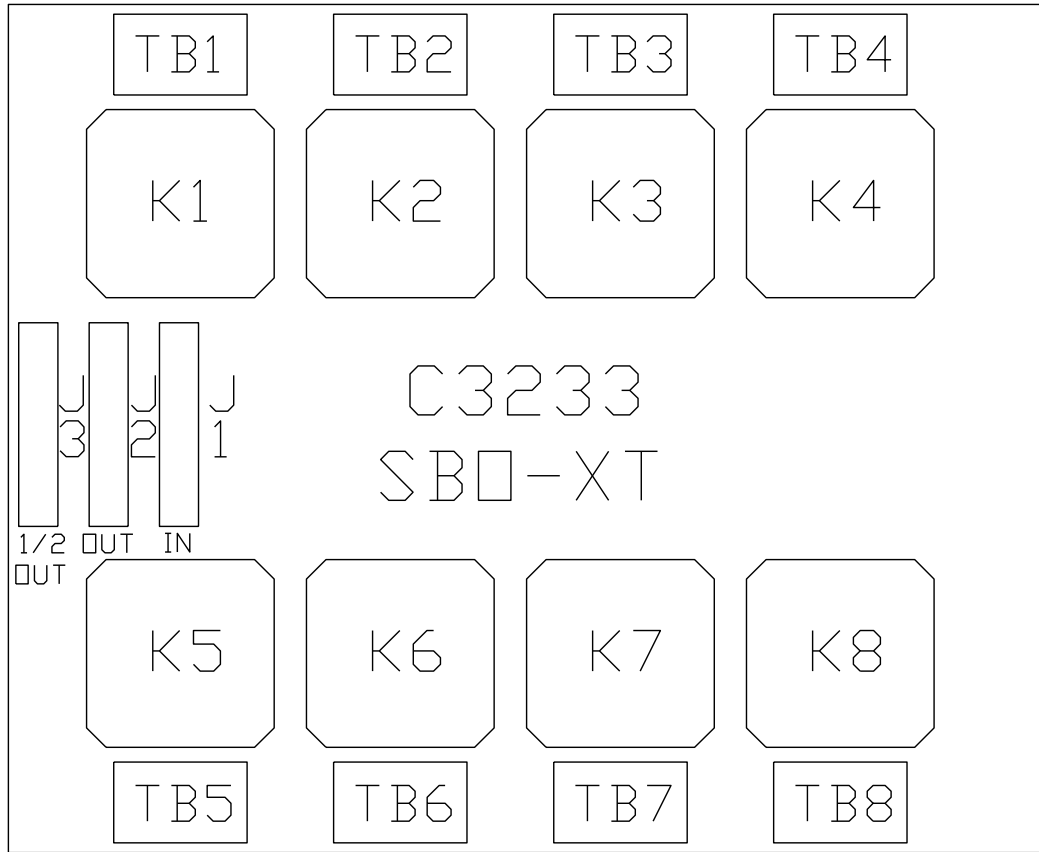 TB1 TB2 TB3 TB4
K1 K2 K3 K4
J3 J2 J1
C3233
SBO-XT
1/2 OUT
OUT
IN
K5 K6 K7 K8
TB5 TB6 TB7 TB8